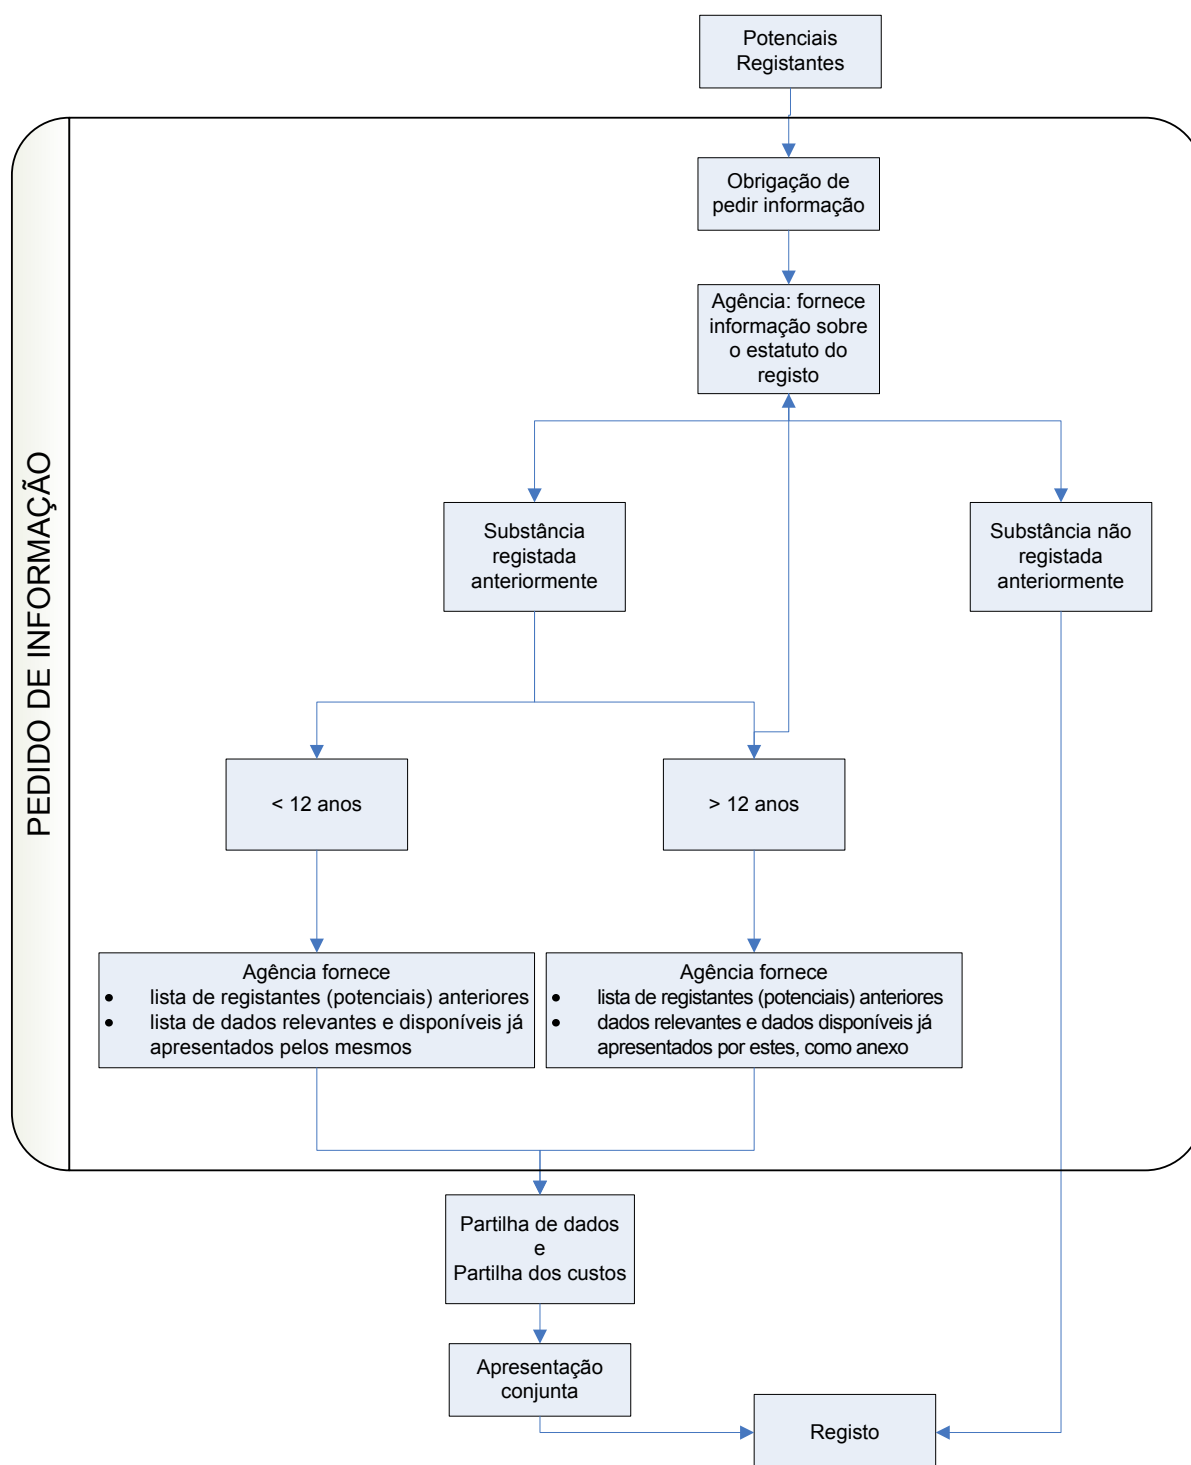 Potenciais
Registantes
PEDIDO DE INFORMAÇÃO
Obrigação de
pedir informação
Agência: fornece
informação sobre
o estatuto do
registo
Substância
registada
anteriormente
Substância não
registada
anteriormente
< 12 anos
> 12 anos
Agência fornece
• lista de registantes (potenciais) anteriores
• lista de dados relevantes e disponíveis já
apresentados pelos mesmos
Agência fornece
• lista de registantes (potenciais) anteriores
• dados relevantes e dados disponíveis já
apresentados por estes, como anexo
Partilha de dados
e
Partilha dos custos
Apresentação
conjunta
Registo